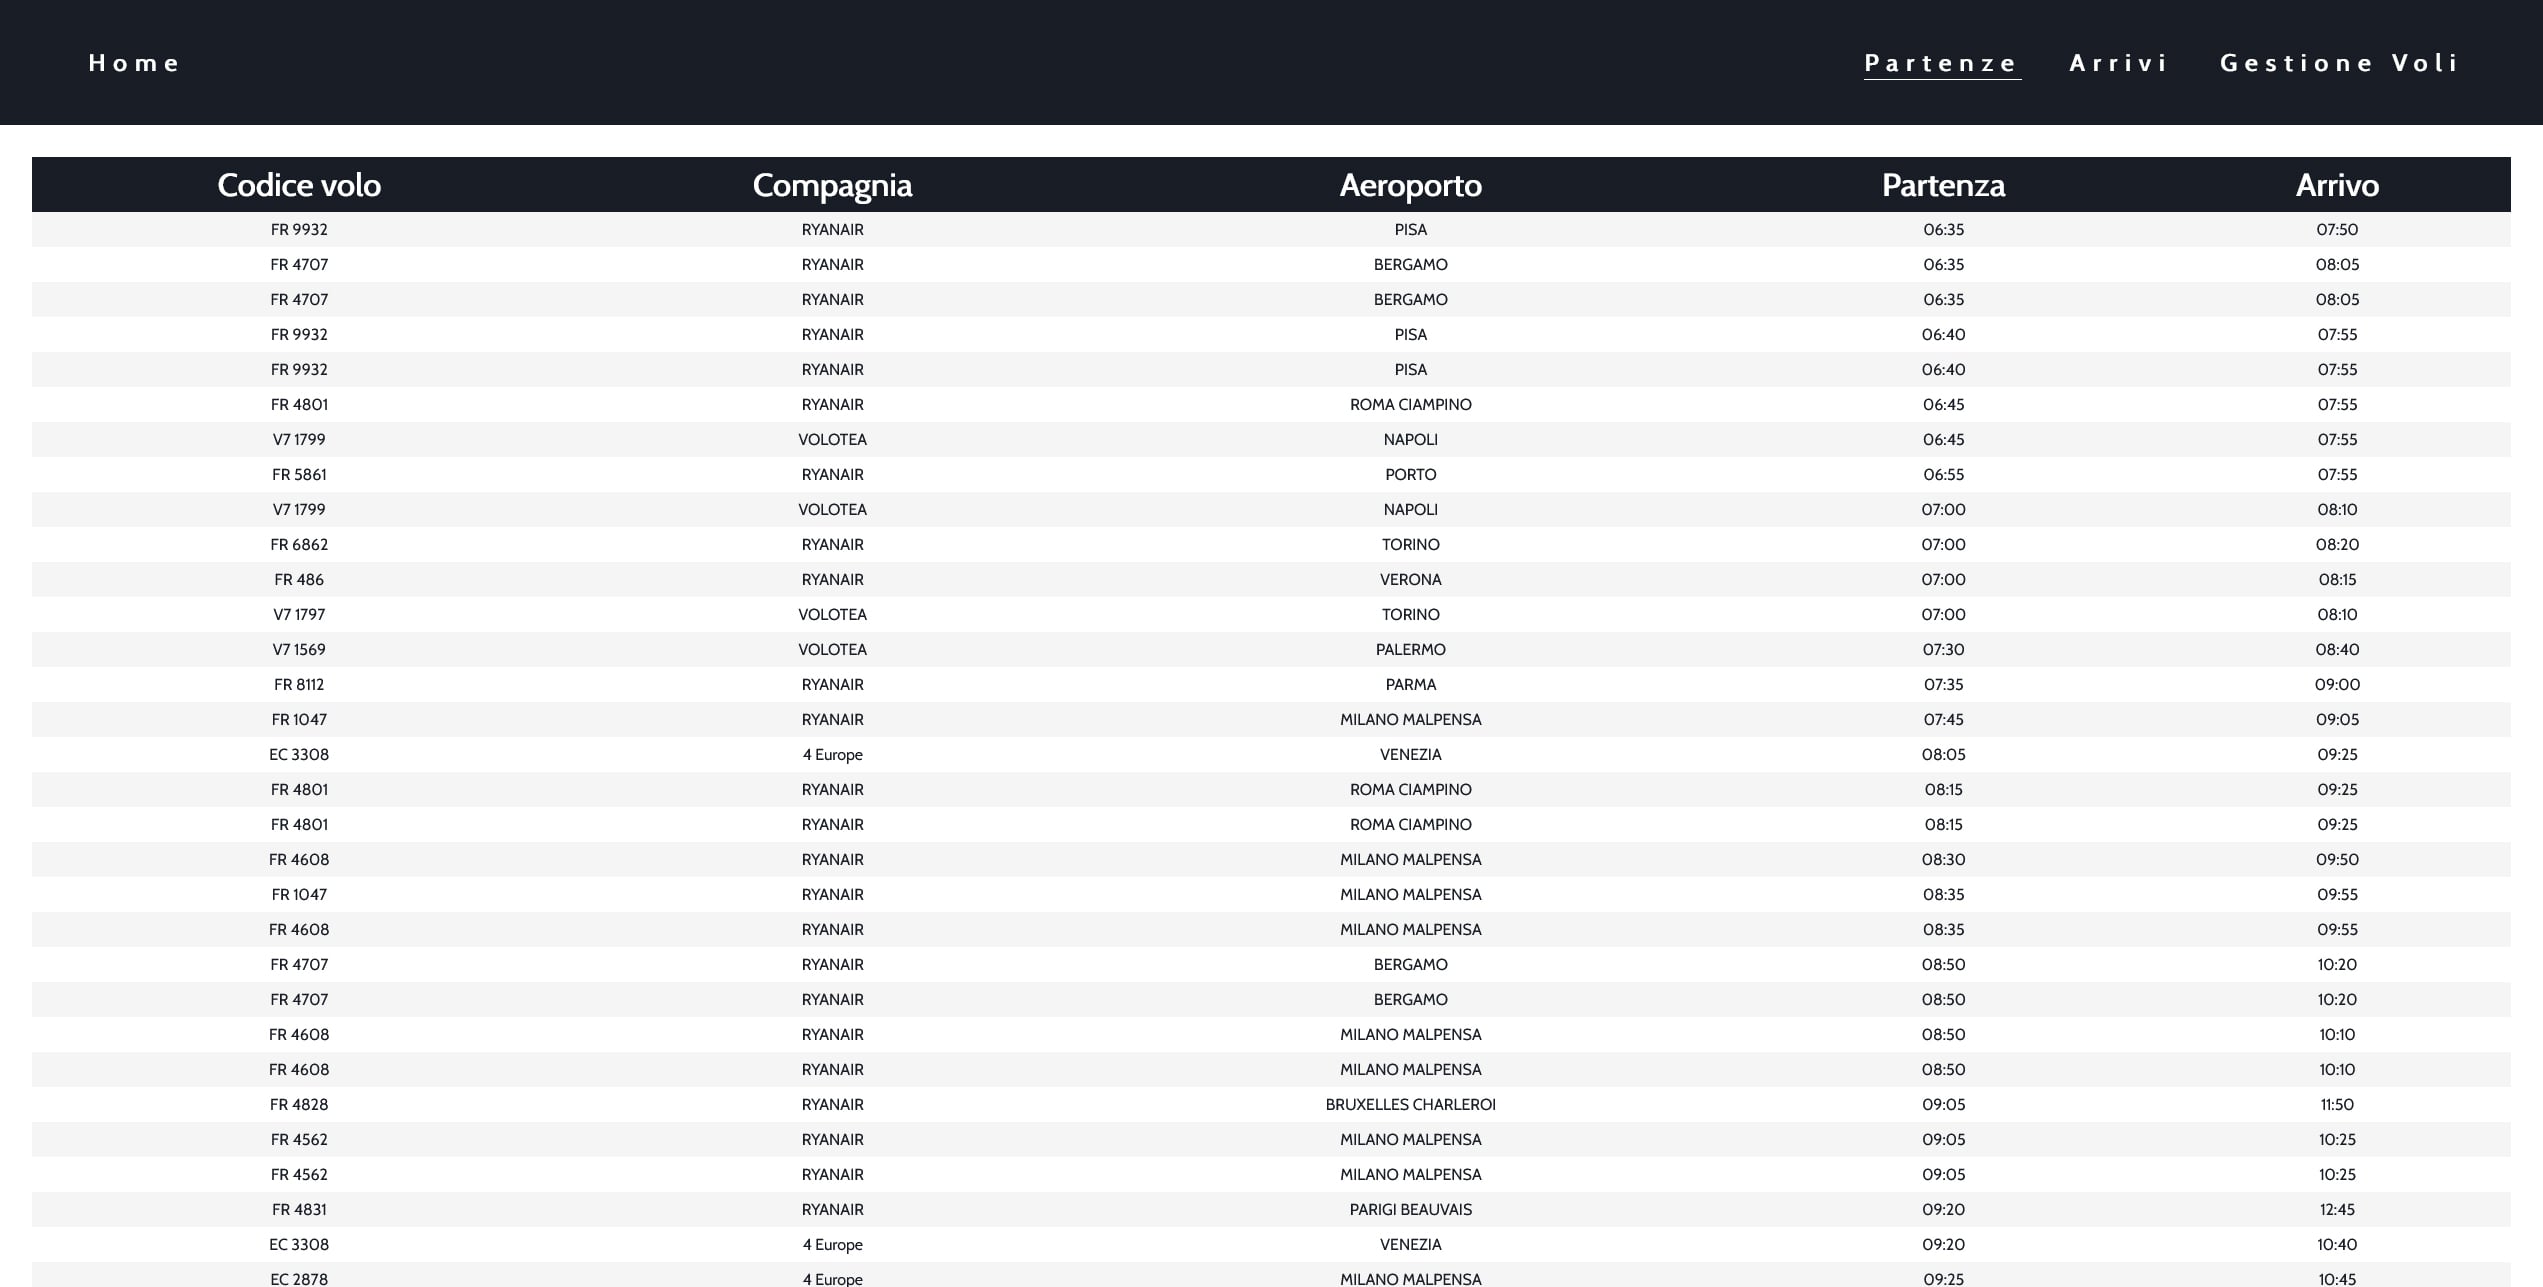 Home Partenze Arrivi Gestione Voli
Codice volo Compagnia Aeroporto Partenza Arrivo
FR 9932 RYANAIR PISA 06:35 07:50
FR 4707 RYANAIR BERGAMO 06:35 08:05
FR 4707 RYANAIR BERGAMO 06:35 08:05
FR 9932 RYANAIR PISA 06:40 07:55
FR 9932 RYANAIR PISA 06:40 07:55
FR 4801 RYANAIR ROMA CIAMPINO 06:45 07:55
V7 1799 VOLOTEA NAPOLI 06:45 07:55
FR 5861 RYANAIR PORTO 06:55 07:55
V7 1799 VOLOTEA NAPOLI 07:00 08:10
FR 6862 RYANAIR TORINO 07:00 08:20
FR 486 RYANAIR VERONA 07:00 08:15
V7 1797 VOLOTEA TORINO 07:00 08:10
V7 1569 VOLOTEA PALERMO 07:30 08:40
FR 8112 RYANAIR PARMA 07:35 09:00
FR 1047 RYANAIR MILANO MALPENSA 07:45 09:05
EC 3308 4 Europe VENEZIA 08:05 09:25
FR 4801 RYANAIR ROMA CIAMPINO 08:15 09:25
FR 4801 RYANAIR ROMA CIAMPINO 08:15 09:25
FR 4608 RYANAIR MILANO MALPENSA 08:30 09:50
FR 1047 RYANAIR MILANO MALPENSA 08:35 09:55
FR 4608 RYANAIR MILANO MALPENSA 08:35 09:55
FR 4707 RYANAIR BERGAMO 08:50 10:20
FR 4707 RYANAIR BERGAMO 08:50 10:20
FR 4608 RYANAIR MILANO MALPENSA 08:50 10:10
FR 4608 RYANAIR MILANO MALPENSA 08:50 10:10
FR 4828 RYANAIR BRUXELLES CHARLEROI 09:05 11:50
FR 4562 RYANAIR MILANO MALPENSA 09:05 10:25
FR 4562 RYANAIR MILANO MALPENSA 09:05 10:25
FR 4831 RYANAIR PARIGI BEAUVAIS 09:20 12:45
EC 3308 4 Europe VENEZIA 09:20 10:40
EC 2878 4 Europe MILANO MALPENSA 09:25 10:45